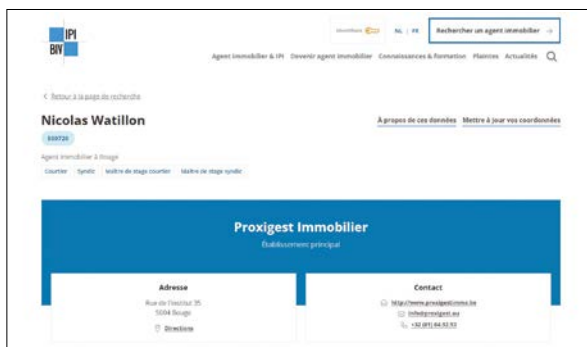 IPI
BIV
NL | FR
Rechercher un agent immobilier
Agent immobilier & IPI Devenir agent immobilier Connaissances & formation Plaintes Actualités
Retour à la page de recherche
Nicolas Watillon
À propos de ces données Mettre à jour vos coordonnées
Agent immobilier à Bouge
Courtier Syndic Maître de stage courtier Maître de stage syndic
Proxigest Immobilier
Établissement principal
Adresse
Rue de l'Institut 35
5004 Bouge
Directions
Contact
http://www.proxigestimmo.be
info@proxigest.eu